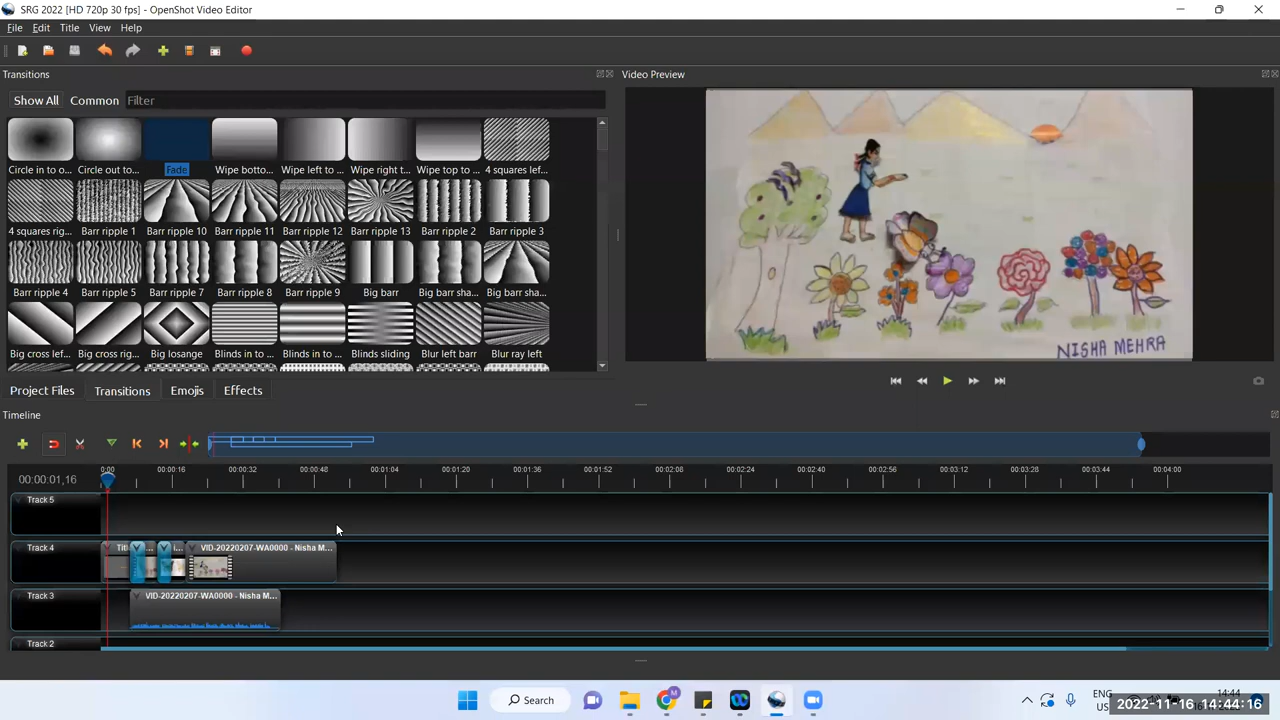 SRG 2022 [HD 720p 30 fps] - OpenShot Video Editor
File Edit Title View Help
Transitions
Video Preview
Show All Common Filter
Circle in to o... Circle out to... Fade Wipe botto... Wipe left to ... Wipe right t... Wipe top to ... 4 squares lef...
4 squares rig... Barr ripple 1 Barr ripple 10 Barr ripple 11 Barr ripple 12 Barr ripple 13 Barr ripple 2 Barr ripple 3
Barr ripple 4 Barr ripple 5 Barr ripple 7 Barr ripple 8 Barr ripple 9 Big barr Big barr sha... Big barr sha...
Big cross lef... Big cross rig... Big losange Blinds in to ... Blinds in to ... Blinds sliding Blur left barr Blur ray left
NISHA MEHRA
Project Files Transitions Emojis Effects
Timeline
00:00:01,16
0:00 00:00:16 00:00:32 00:00:48 00:01:04 00:01:20 00:01:36 00:01:52 00:02:08 00:02:24 00:02:40 00:02:56 00:03:12 00:03:28 00:03:44 00:04:00
Track 5
Track 4 Titl ... i... VID-20220207-WA0000 - Nisha M...
Track 3 VID-20220207-WA0000 - Nisha M...
Track 2
Search
ENG
US
14:44
2022-11-16 14:44:16